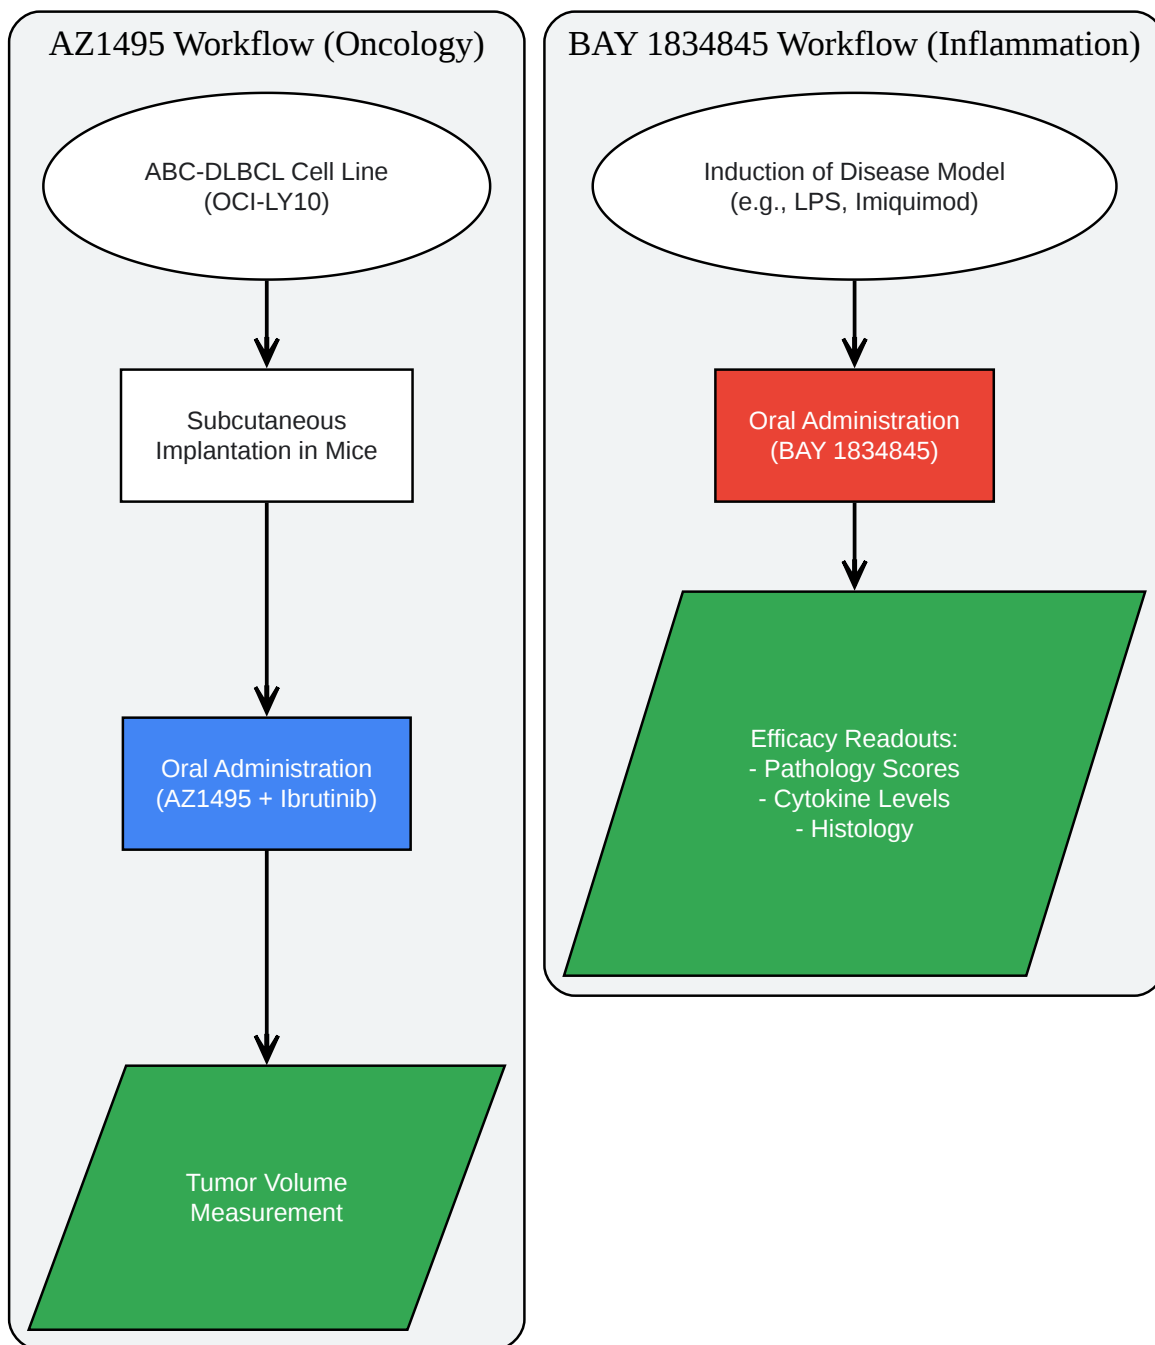 AZ1495 Workflow (Oncology)
ABC-DLBCL Cell Line
(OCI-LY10)
Subcutaneous
Implantation in Mice
Oral Administration
(AZ1495 + Ibrutinib)
Tumor Volume
Measurement
BAY 1834845 Workflow (Inflammation)
Induction of Disease Model
(e.g., LPS, Imiquimod)
Oral Administration
(BAY 1834845)
Efficacy Readouts:
- Pathology Scores
- Cytokine Levels
- Histology